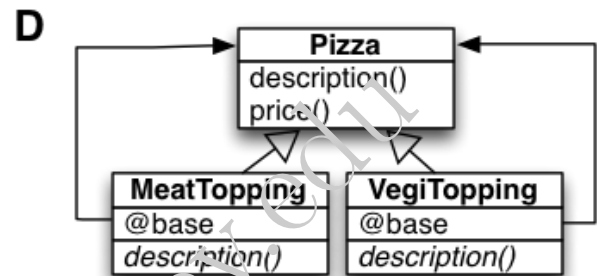 D
Pizza
description()
price()
MeatTopping
@base
description()
VegiTopping
@base
description()